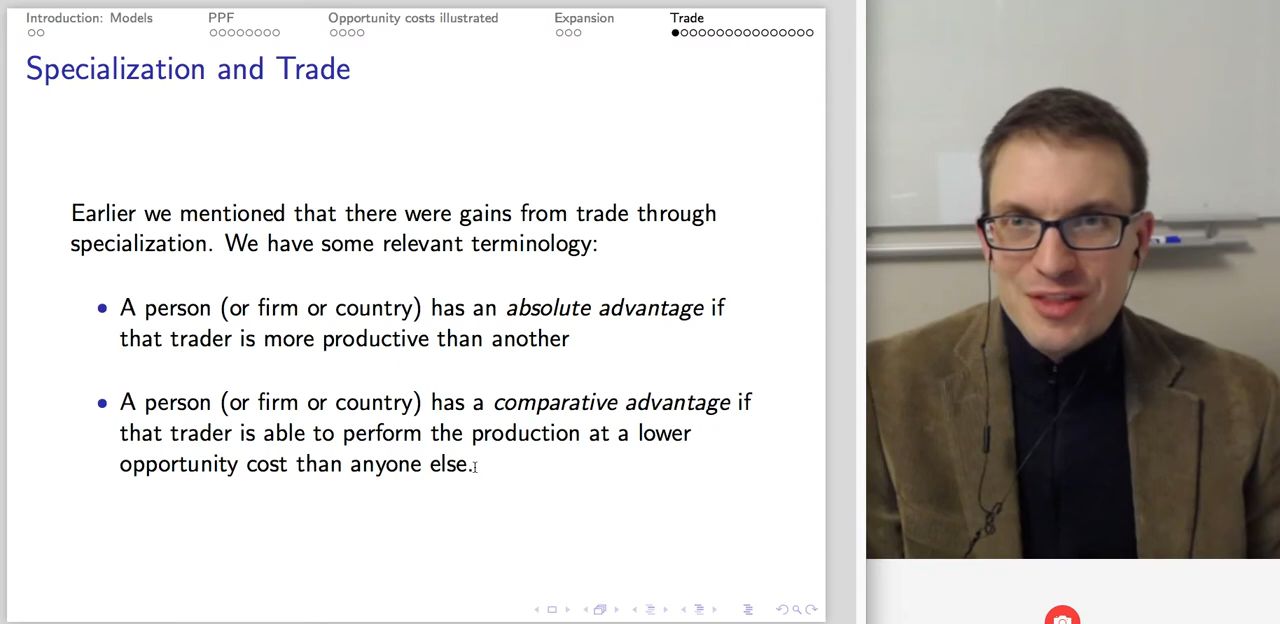 Introduction: Models PPF Opportunity costs illustrated Expansion Trade
Specialization and Trade
Earlier we mentioned that there were gains from trade through
specialization. We have some relevant terminology:
• A person (or firm or country) has an absolute advantage if
that trader is more productive than another
• A person (or firm or country) has a comparative advantage if
that trader is able to perform the production at a lower
opportunity cost than anyone else.